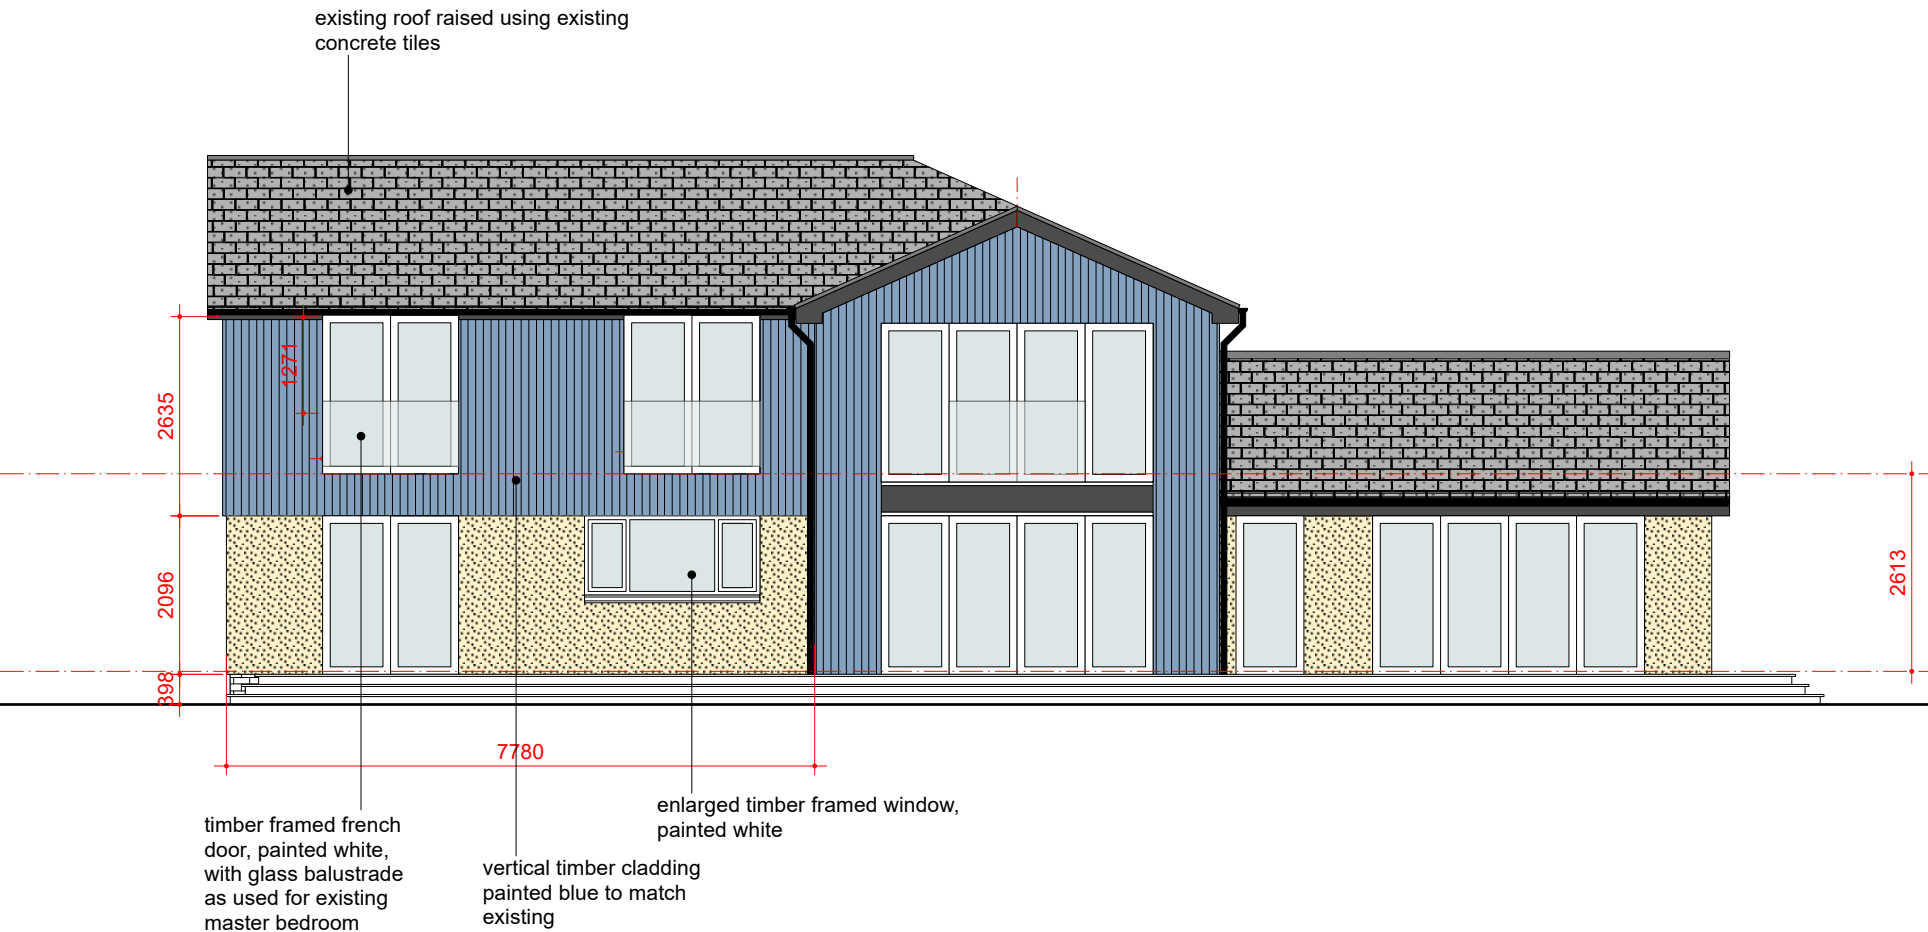 existing roof raised using existing
concrete tiles
1271
2635
2096
398
2613
7780
enlarged timber framed window,
painted white
timber framed french
door, painted white,
with glass balustrade
as used for existing
master bedroom
vertical timber cladding
painted blue to match
existing